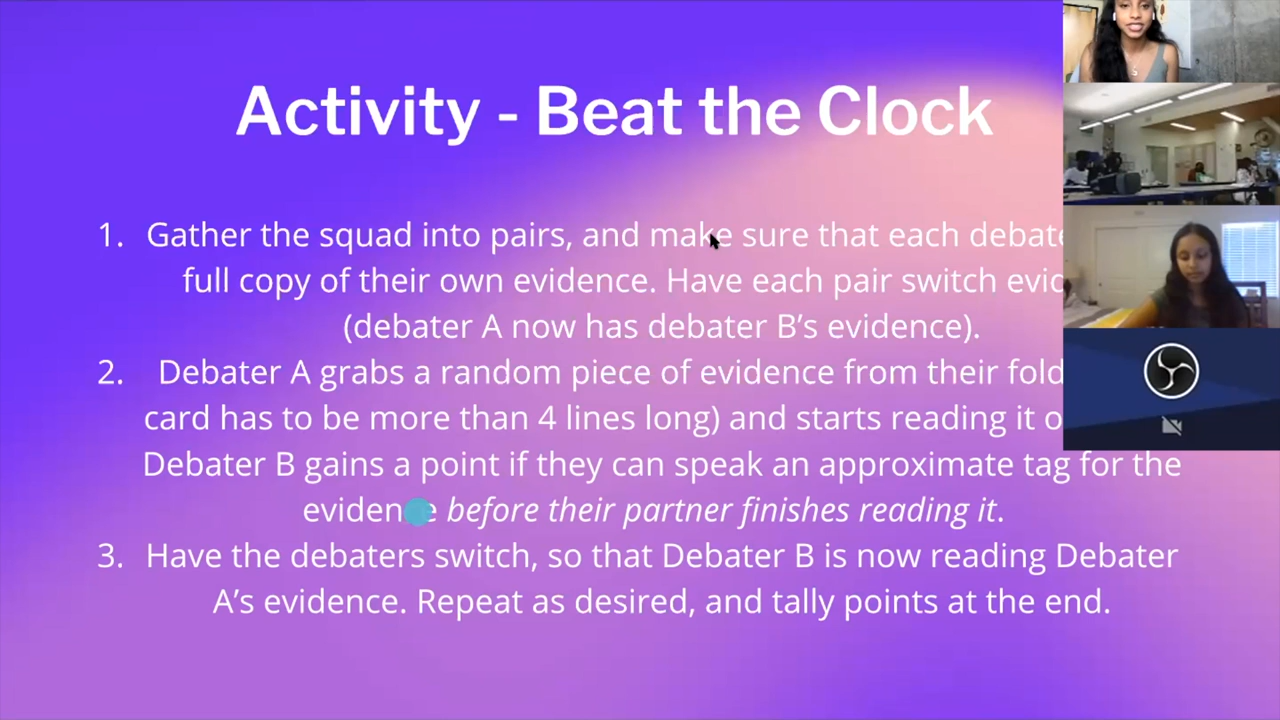 Activity - Beat the Clock
1. Gather the squad into pairs, and make sure that each
full copy of their own evidence. Have each pair switch
(debater A now has debater B's evidence).
2. Debater A grabs a random piece of evidence from their
card has to be more than 4 lines long) and starts reading it
Debater B gains a point if they can speak an approximate tag for the
evidence before their partner finishes reading it.
3. Have the debaters switch, so that Debater B is now reading Debater
A's evidence. Repeat as desired, and tally points at the end.